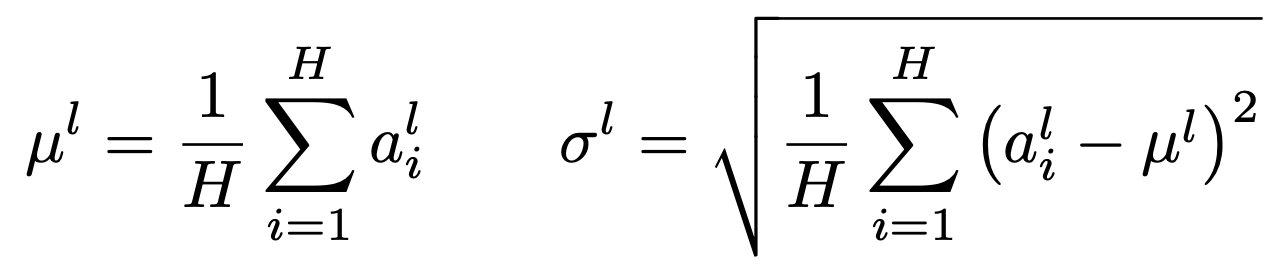 μ^l = \frac{1}{H} \sum_{i=1}^{H} a_i^l    σ^l = \sqrt{\frac{1}{H} \sum_{i=1}^{H} (a_i^l - μ^l)^2}